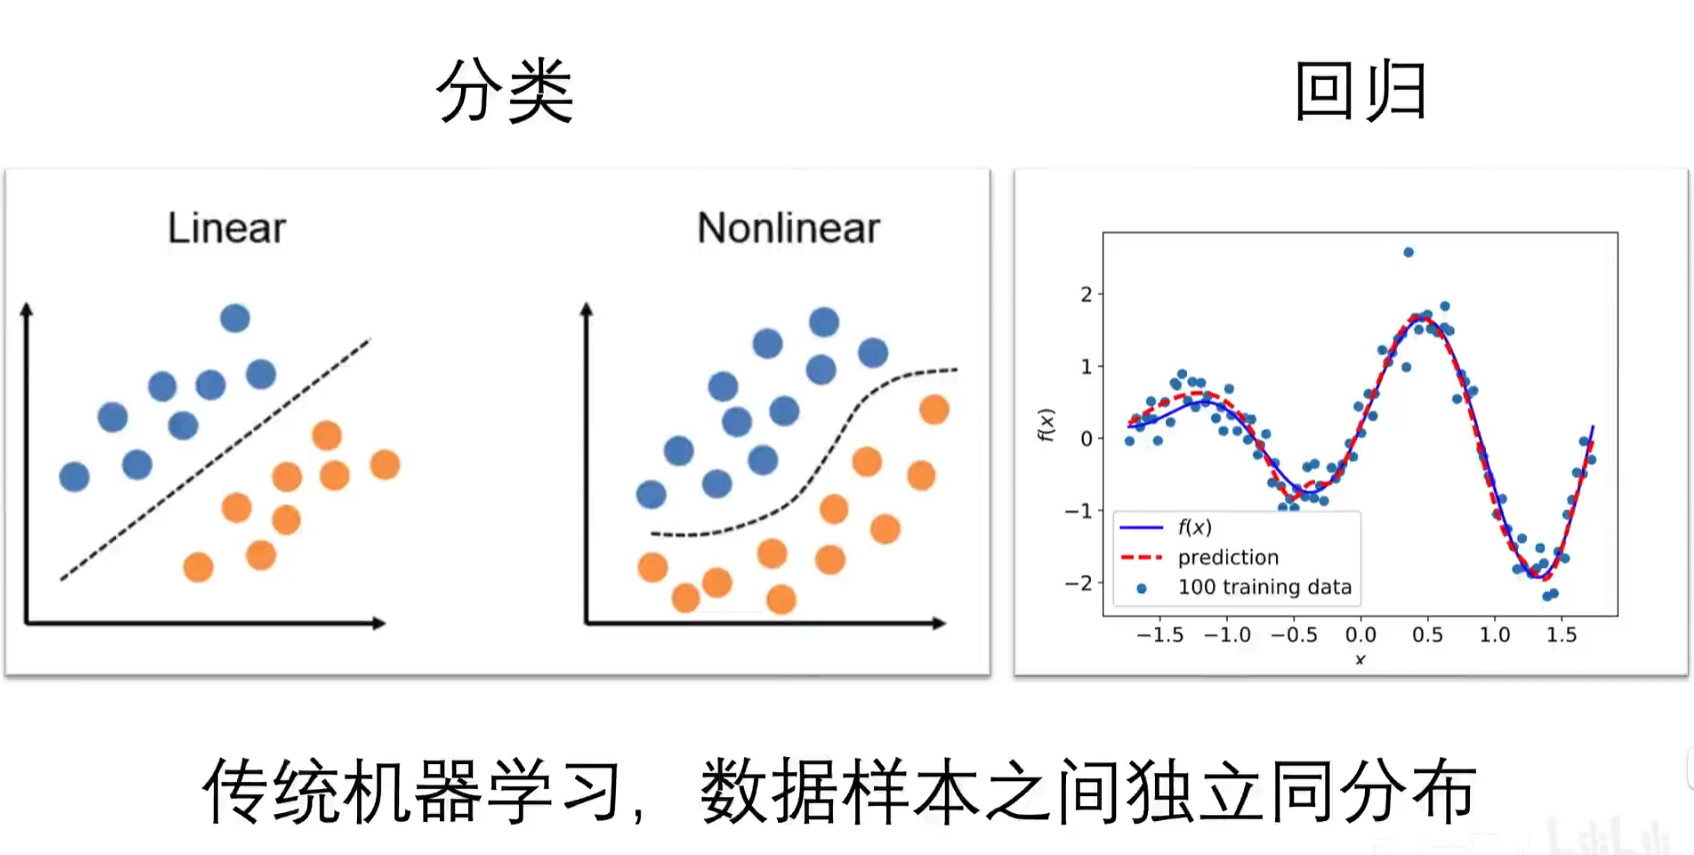 分类
回归
Linear
Nonlinear
2
1
0
−1
−2
f(x)
f(x)
prediction
100 training data
−1.5 −1.0 −0.5 0.0 0.5 1.0 1.5
x
传统机器学习，数据样本之间独立同分布
bilibili